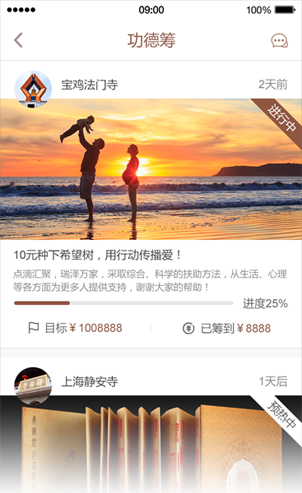 09:00
100%
功德筹
宝鸡法门寺
2天前
进行中
10元种下希望树，用行动传播爱！
点滴汇聚，瑞泽万家，采取综合、科学的扶助方法，从生活、心理
等各方面为更多人提供支持，谢谢大家的帮助！
进度25%
目标 ¥ 1008888
已筹到 ¥ 8888
上海静安寺
1天后
预热中